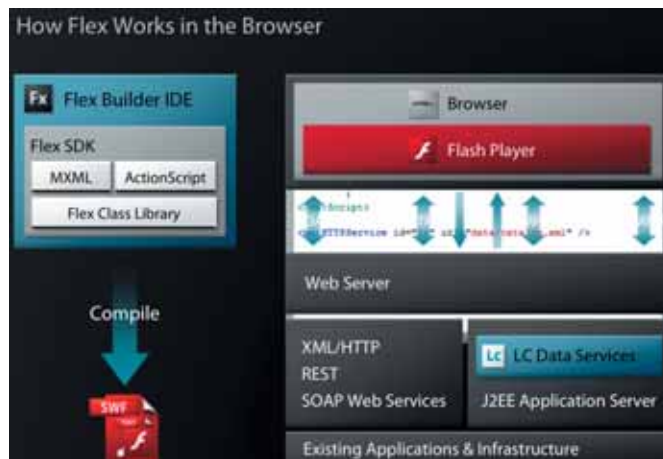 How Flex Works in the Browser
Fx Flex Builder IDE
Flex SDK
MXML
ActionScript
Flex Class Library
Compile
SWF
Browser
Flash Player
Web Server
XML/HTTP
REST
SOAP Web Services
LC LC Data Services
J2EE Application Server
Existing Applications & Infrastructure